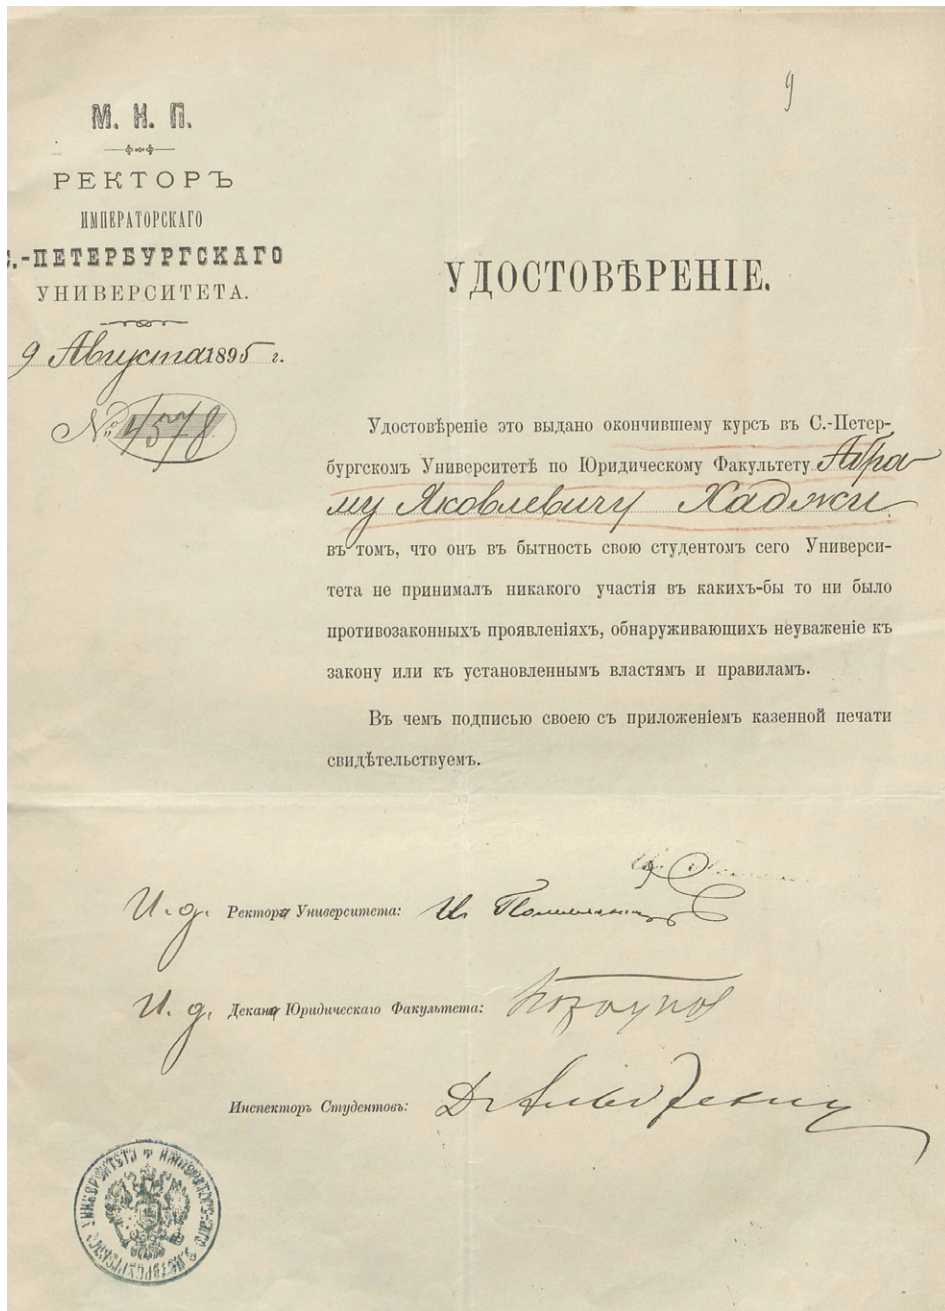 9
М. Н. П.
РЕКТОРЪ
ИМПЕРАТОРСКАГО
С.-ПЕТЕРБУРГСКАГО
УНИВЕРСИТЕТА.
9 Августа 1895 г.
№ 4578
УДОСТОВѢРЕНІЕ.
Удостовѣреніе это выдано окончившему курсъ въ С.-Петер-
бургскомъ Университетѣ по Юридическому Факультету Абра-
му Яковлевичу Хаджи
въ томъ, что онъ въ бытность свою студентомъ сего Универси-
тета не принималъ никакого участія въ какихъ-бы то ни было
противозаконныхъ проявленіяхъ, обнаруживающихъ неуваженіе къ
закону или къ установленнымъ властямъ и правиламъ.
Въ чемъ подписью своею съ приложеніемъ казенной печати
свидѣтельствуемъ.
И. д. Ректора Университета:
И. д. Декана Юридическаго Факультета:
Инспекторъ Студентовъ: